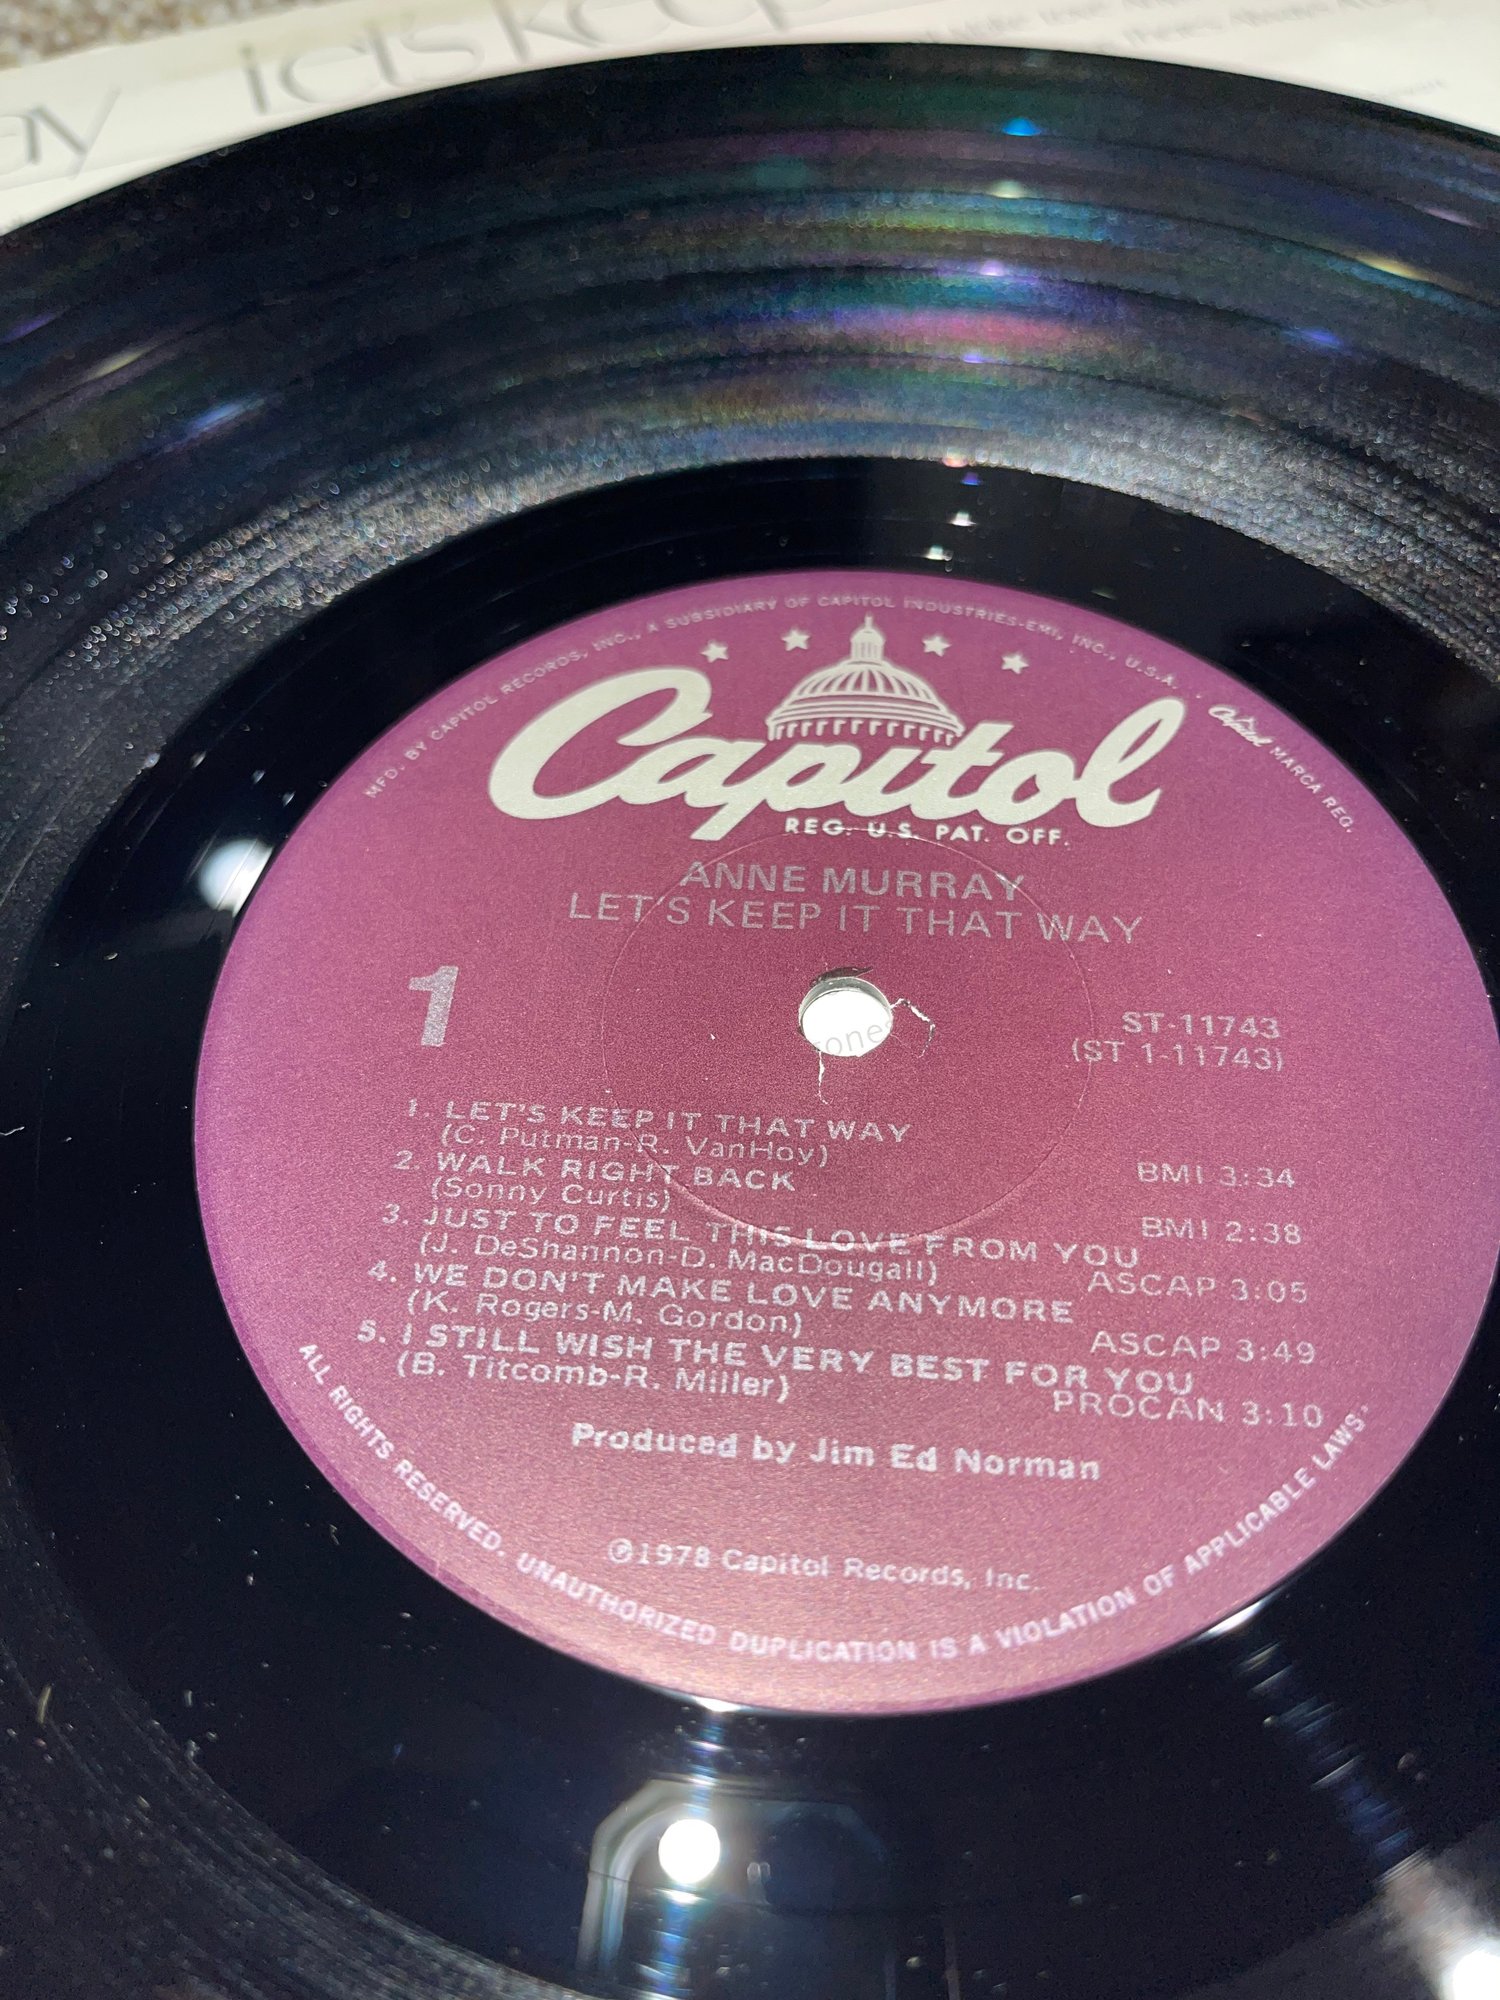 ay let's keep
MFD. BY CAPITOL RECORDS, INC., A SUBSIDIARY OF CAPITOL INDUSTRIES-EMI, INC., U.S.A. . Capitol MARCA REG.
Capitol
REG. U.S. PAT. OFF.
ANNE MURRAY
LET'S KEEP IT THAT WAY
1
ST-11743
(ST 1-11743)
1. LET'S KEEP IT THAT WAY
(C. Putman-R. VanHoy)
BMI 3:34
2. WALK RIGHT BACK
(Sonny Curtis)
BMI 2:38
3. JUST TO FEEL THIS LOVE FROM YOU
(J. DeShannon-D. MacDougall)
ASCAP 3:05
4. WE DON'T MAKE LOVE ANYMORE
(K. Rogers-M. Gordon)
ASCAP 3:49
5. I STILL WISH THE VERY BEST FOR YOU
(B. Titcomb-R. Miller)
PROCAN 3:10
Produced by Jim Ed Norman
Ⓟ1978 Capitol Records, Inc.
ALL RIGHTS RESERVED. UNAUTHORIZED DUPLICATION IS A VIOLATION OF APPLICABLE LAWS.